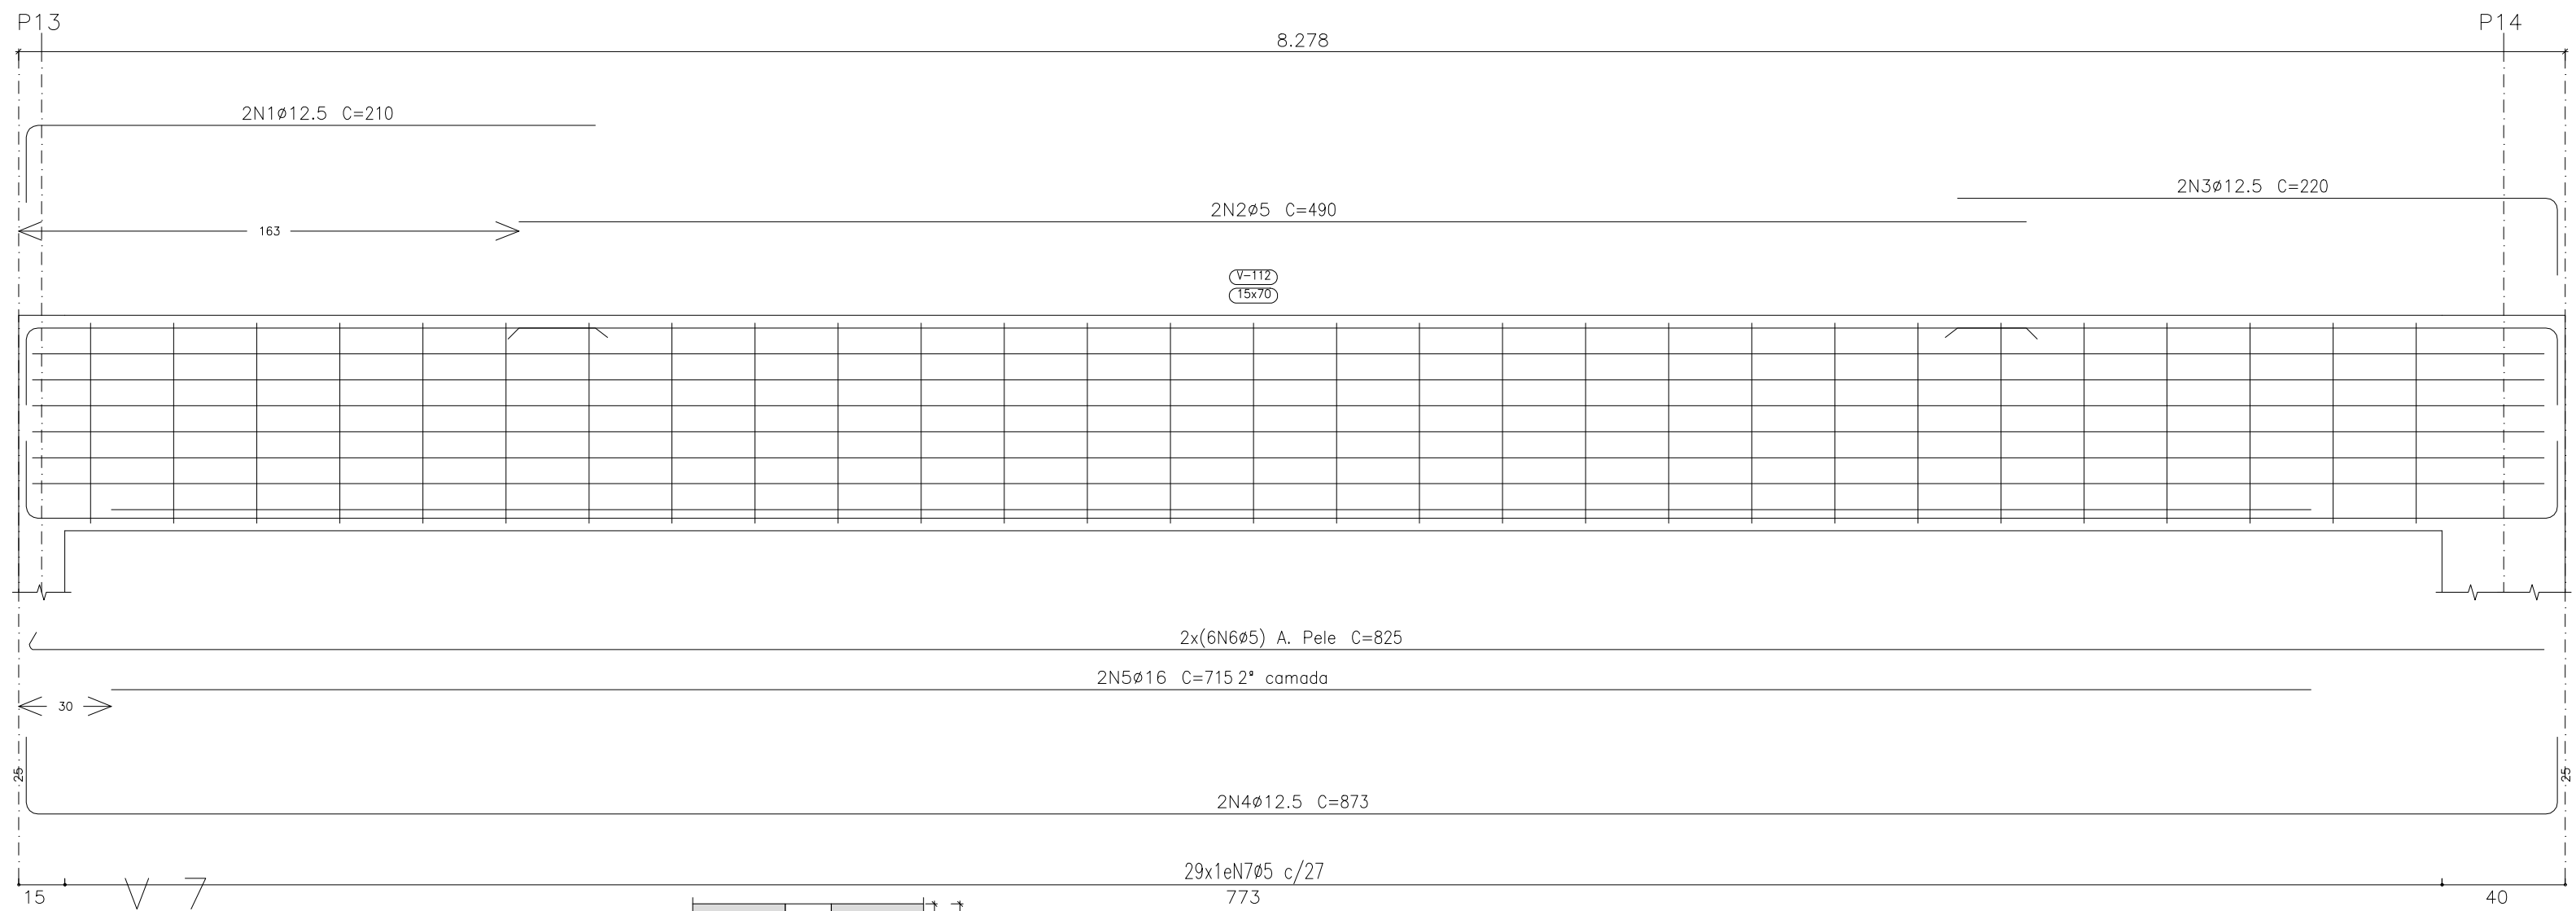 P13 P14
8.278
2N1ø12.5 C=210
2N3ø12.5 C=220
2N2ø5 C=490
163
V-112
15x70
2x(6N6ø5) A. Pele C=825
2N5ø16 C=715 2ª camada
30
25 25
2N4ø12.5 C=873
29x1eN7ø5 c/27
15 773 40
V 7